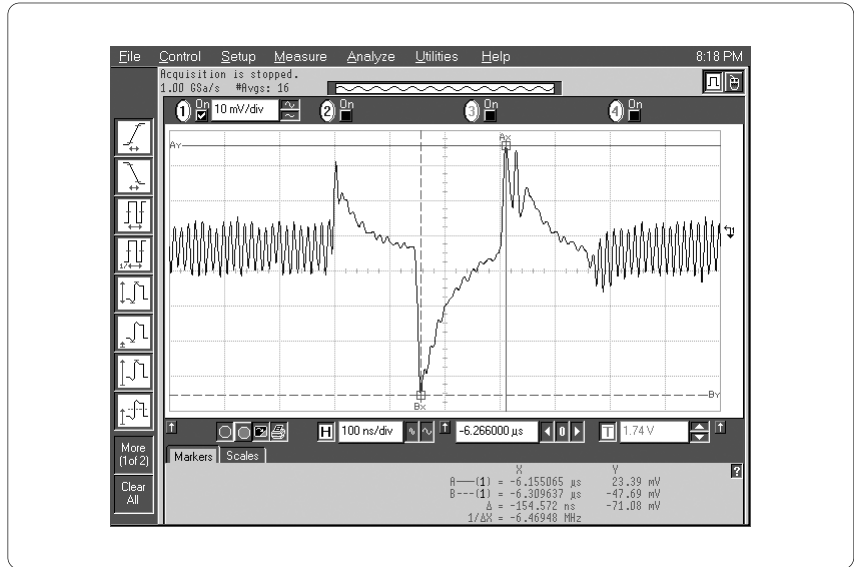 File Control Setup Measure Analyze Utilities Help 8:18 PM
Acquisition is stopped.
1.00 GSa/s #Avgs: 16
1 On 10 mV/div 2 On 3 On 4 On
AY
AX
BX
BY
H 100 ns/div -6.266000 µs 0 T 1.74 V
More
(1 of 2)
Clear
All
Markers Scales
X Y
A——(1) = -6.155065 µs 23.39 mV
B---(1) = -6.309637 µs -47.69 mV
Δ = -154.572 ns -71.08 mV
1/ΔX = -6.46948 MHz
?